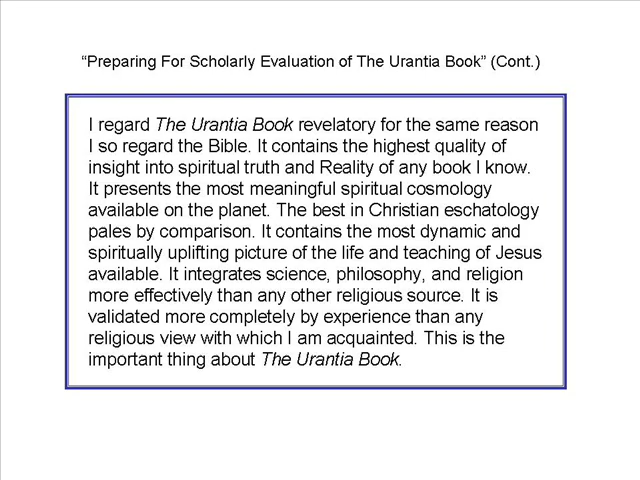 “Preparing For Scholarly Evaluation of The Urantia Book” (Cont.)
I regard The Urantia Book revelatory for the same reason
I so regard the Bible. It contains the highest quality of
insight into spiritual truth and Reality of any book I know.
It presents the most meaningful spiritual cosmology
available on the planet. The best in Christian eschatology
pales by comparison. It contains the most dynamic and
spiritually uplifting picture of the life and teaching of Jesus
available. It integrates science, philosophy, and religion
more effectively than any other religious source. It is
validated more completely by experience than any
religious view with which I am acquainted. This is the
important thing about The Urantia Book.